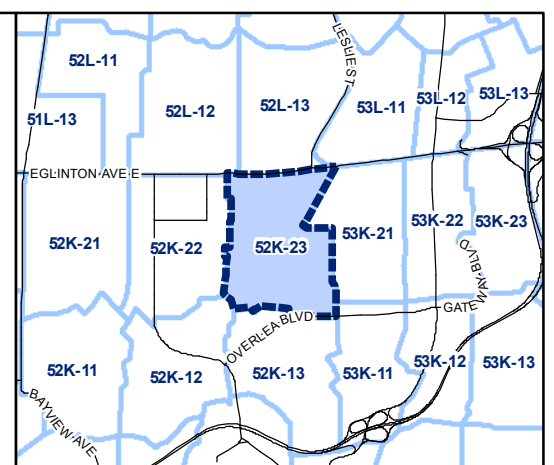 LESLIE ST
52L-11
52L-12
52L-13
53L-11
53L-12
53L-13
51L-13
EGLINTON AVE E
52K-21
52K-22
52K-23
53K-21
53K-22
53K-23
OVERLEA BLVD
GATEWAY BLVD
52K-11
52K-12
52K-13
53K-11
53K-12
53K-13
BAYVIEW AVE